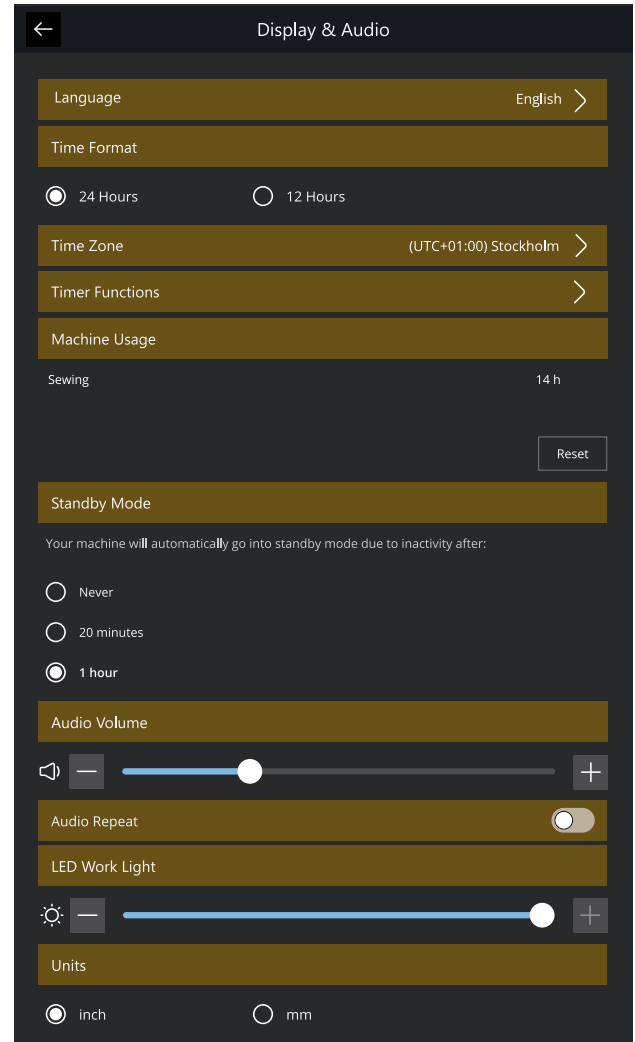 Display & Audio
Language English
Time Format
24 Hours 12 Hours
Time Zone (UTC+01:00) Stockholm
Timer Functions
Machine Usage
Sewing 14 h
Reset
Standby Mode
Your machine will automatically go into standby mode due to inactivity after:
Never
20 minutes
1 hour
Audio Volume
Audio Repeat
LED Work Light
Units
inch mm